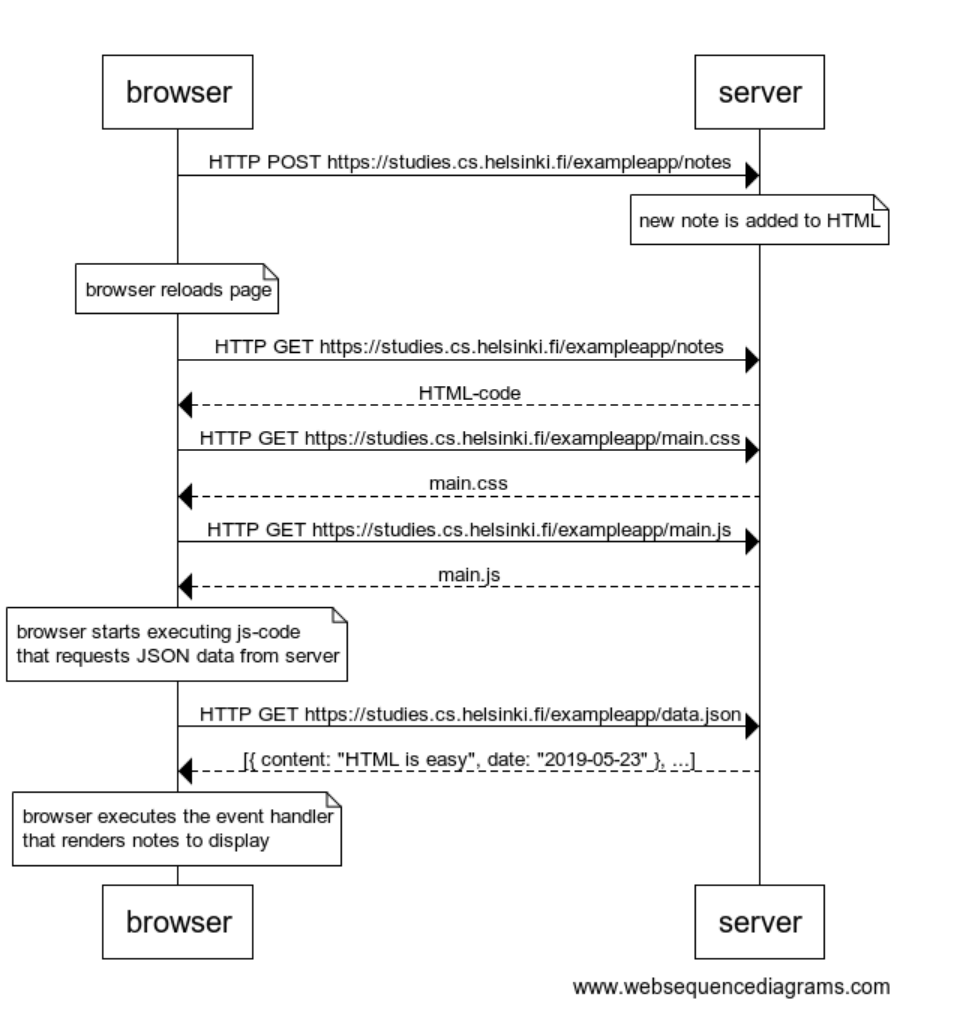 browser
server
HTTP POST https://studies.cs.helsinki.fi/exampleapp/notes
new note is added to HTML
browser reloads page
HTTP GET https://studies.cs.helsinki.fi/exampleapp/notes
HTML-code
HTTP GET https://studies.cs.helsinki.fi/exampleapp/main.css
main.css
HTTP GET https://studies.cs.helsinki.fi/exampleapp/main.js
main.js
browser starts executing js-code
that requests JSON data from server
HTTP GET https://studies.cs.helsinki.fi/exampleapp/data.json
[{ content: "HTML is easy", date: "2019-05-23" }, ...]
browser executes the event handler
that renders notes to display
browser
server
www.websequencediagrams.com